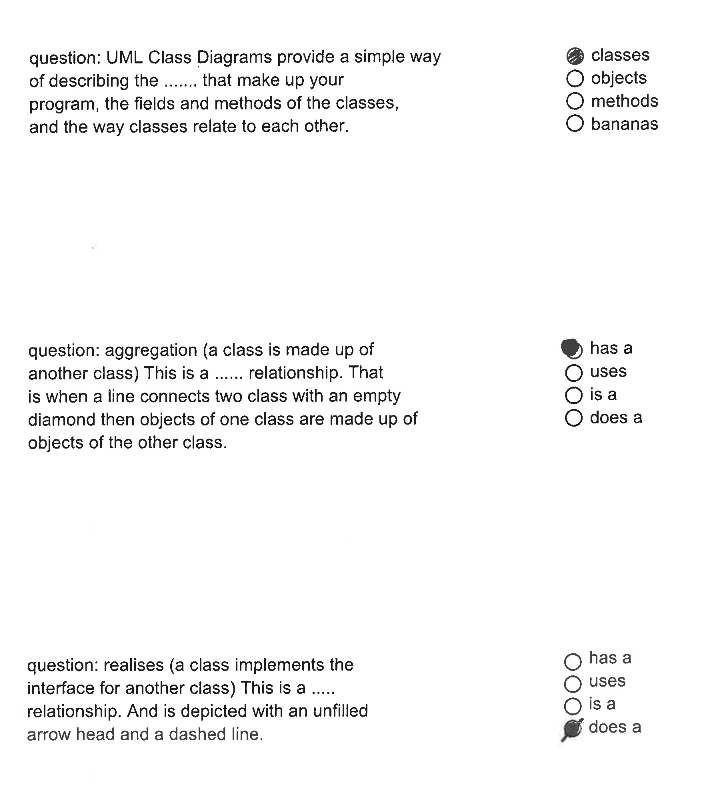 question: UML Class Diagrams provide a simple way
of describing the ....... that make up your
program, the fields and methods of the classes,
and the way classes relate to each other.
classes
objects
methods
bananas
question: aggregation (a class is made up of
another class) This is a ...... relationship. That
is when a line connects two class with an empty
diamond then objects of one class are made up of
objects of the other class.
has a
uses
is a
does a
question: realises (a class implements the
interface for another class) This is a .....
relationship. And is depicted with an unfilled
arrow head and a dashed line.
has a
uses
is a
does a